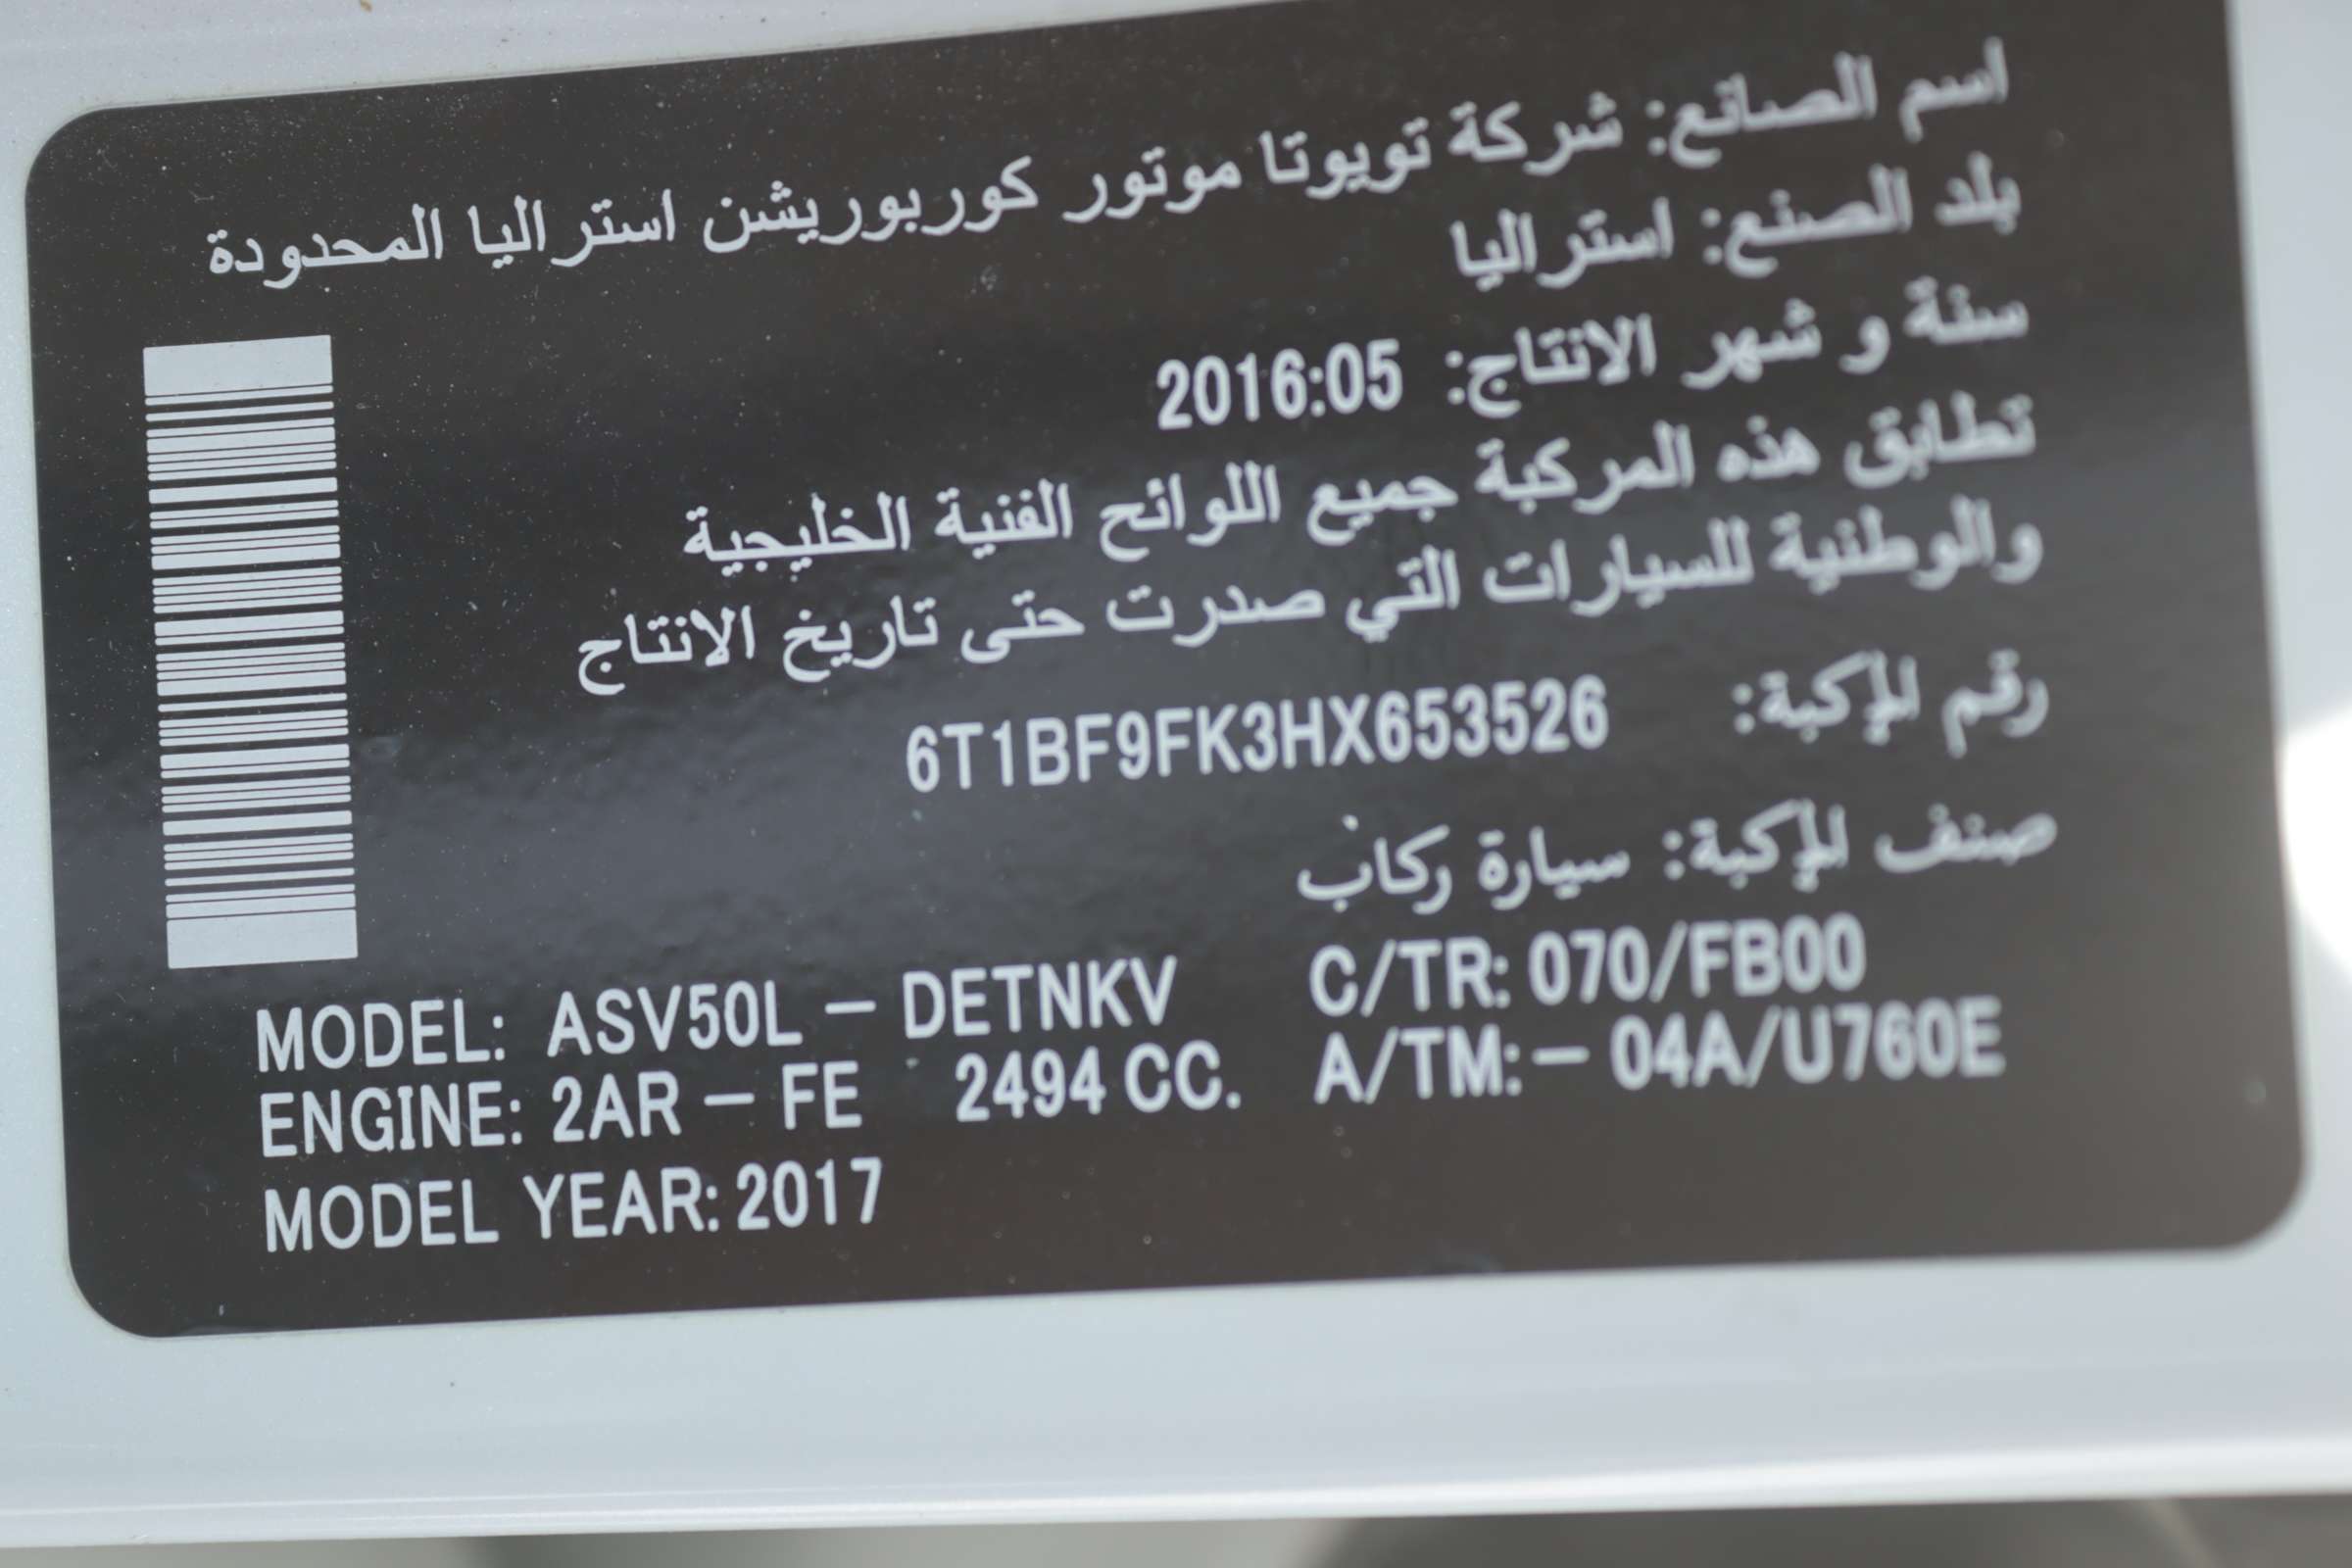 اسم الصانع: شركة تويوتا موتور كوربوريشن استراليا المحدودة
بلد الصنع: استراليا
سنة و شهر الانتاج: 2016:05
تطابق هذه المركبة جميع اللوائح الفنية الخليجية
والوطنية للسيارات التي صدرت حتى تاريخ الانتاج
رقم المركبة: 6T1BF9FK3HX653526
صنف المركبة: سيارة ركاب
MODEL: ASV50L – DETNKV C/TR: 070/FB00
ENGINE: 2AR – FE 2494 CC. A/TM: – 04A/U760E
MODEL YEAR: 2017